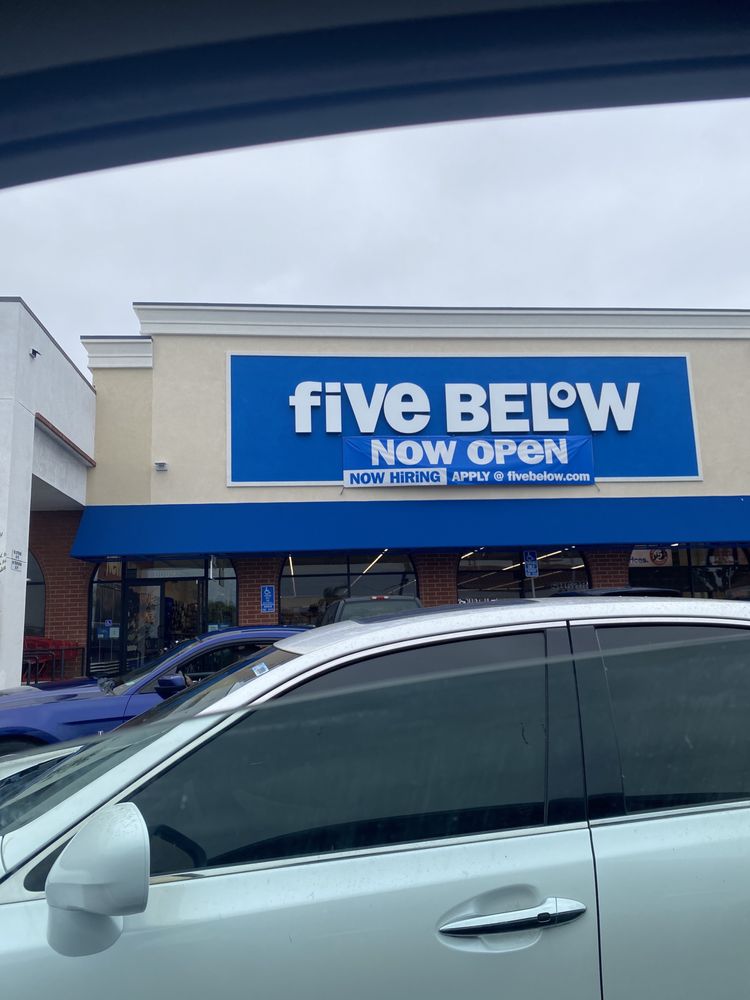 fiVe BELoW
NOW OPeN
NOW HiRiNG APPLY @ fivebelow.com